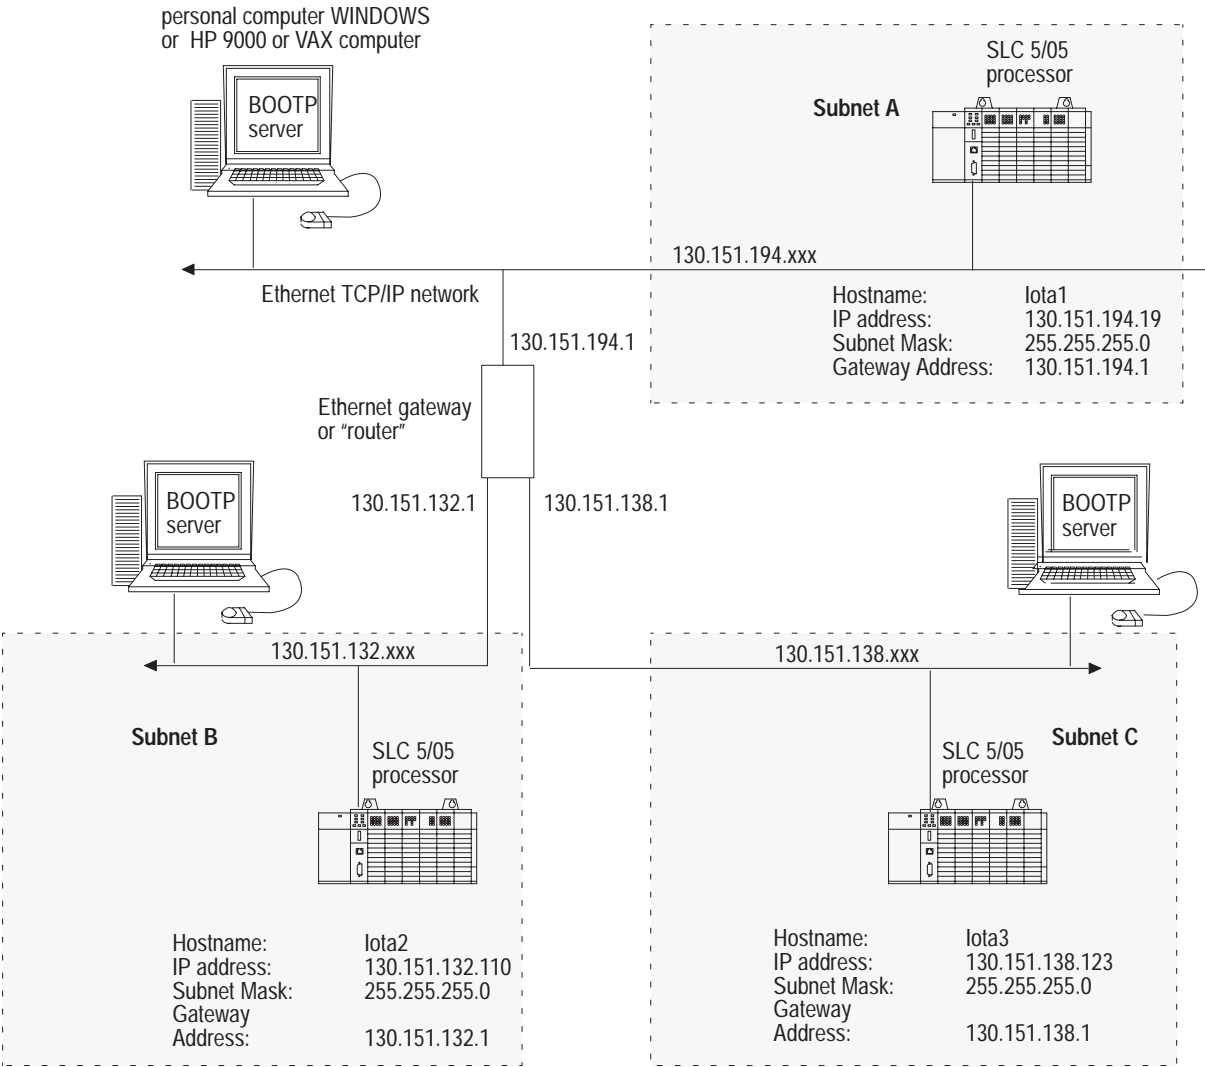 personal computer WINDOWS
or HP 9000 or VAX computer
BOOTP
server
SLC 5/05
processor
Subnet A
130.151.194.xxx
Ethernet TCP/IP network
Hostname: Iota1
IP address: 130.151.194.19
Subnet Mask: 255.255.255.0
Gateway Address: 130.151.194.1
130.151.194.1
Ethernet gateway
or “router”
130.151.132.1
130.151.138.1
BOOTP
server
BOOTP
server
130.151.132.xxx
130.151.138.xxx
Subnet B
SLC 5/05
processor
Subnet C
SLC 5/05
processor
Hostname: Iota2
IP address: 130.151.132.110
Subnet Mask: 255.255.255.0
Gateway
Address: 130.151.132.1
Hostname: Iota3
IP address: 130.151.138.123
Subnet Mask: 255.255.255.0
Gateway
Address: 130.151.138.1